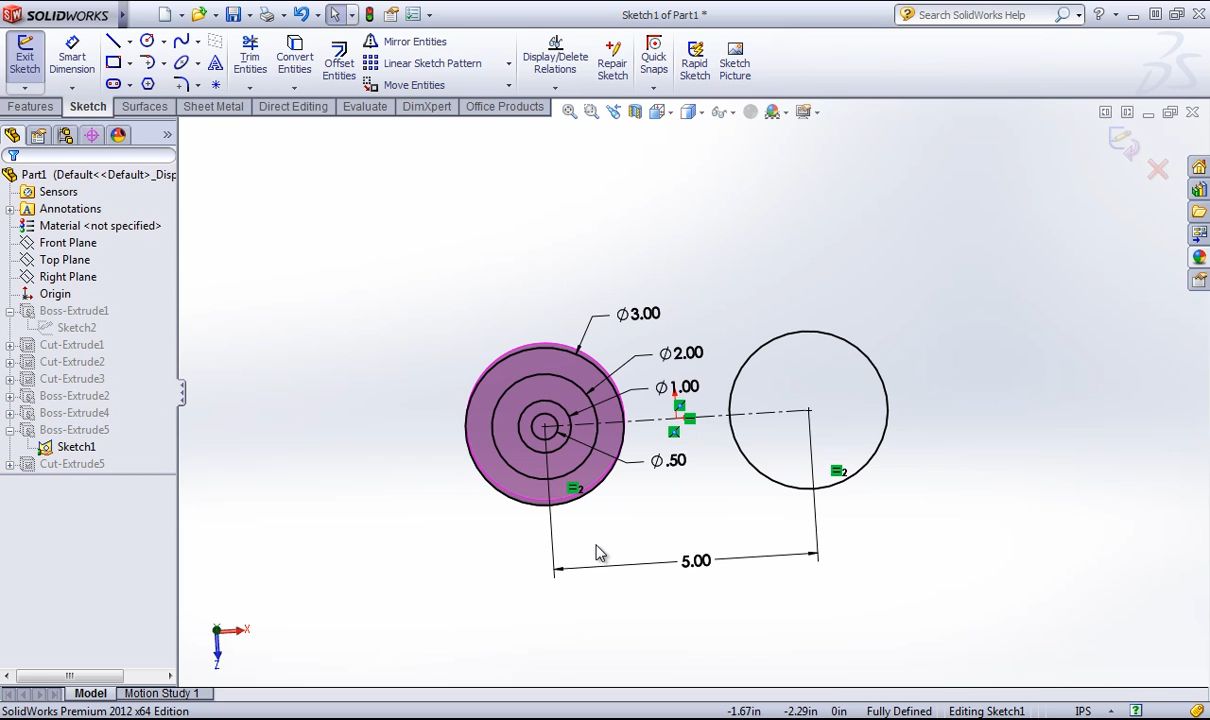 SOLIDWORKS
Sketch1 of Part1 *
Search SolidWorks Help
Exit Sketch
Smart Dimension
Trim Entities
Convert Entities
Offset Entities
Mirror Entities
Linear Sketch Pattern
Move Entities
Display/Delete Relations
Repair Sketch
Quick Snaps
Rapid Sketch
Sketch Picture
Features Sketch Surfaces Sheet Metal Direct Editing Evaluate DimXpert Office Products
Part1 (Default<<Default>_Disp
Sensors
Annotations
Material <not specified>
Front Plane
Top Plane
Right Plane
Origin
Boss-Extrude1
Sketch2
Cut-Extrude1
Cut-Extrude2
Cut-Extrude3
Boss-Extrude2
Boss-Extrude4
Boss-Extrude5
Sketch1
Cut-Extrude5
Ø3.00
Ø2.00
Ø1.00
Ø.50
2
2
5.00
X
Z
Model Motion Study 1
SolidWorks Premium 2012 x64 Edition
-1.67in -2.29in 0in Fully Defined Editing Sketch1 IPS